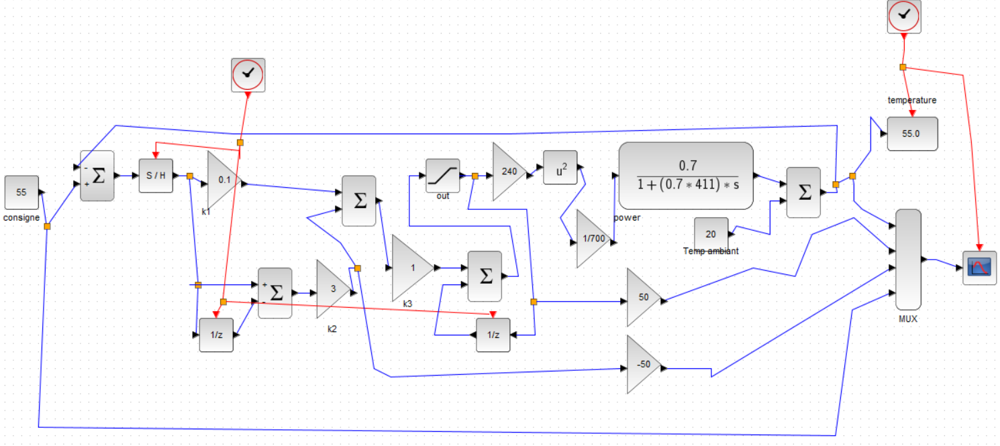 temperature
55.0
-
+
Σ
S / H
0.1
k1
55
consigne
Σ
out
240
u²
0.7
1 + (0.7 * 411) * s
power
Σ
20
Temp ambiant
1/700
1
k3
Σ
+
-
Σ
3
k2
1/z
1/z
50
-50
MUX